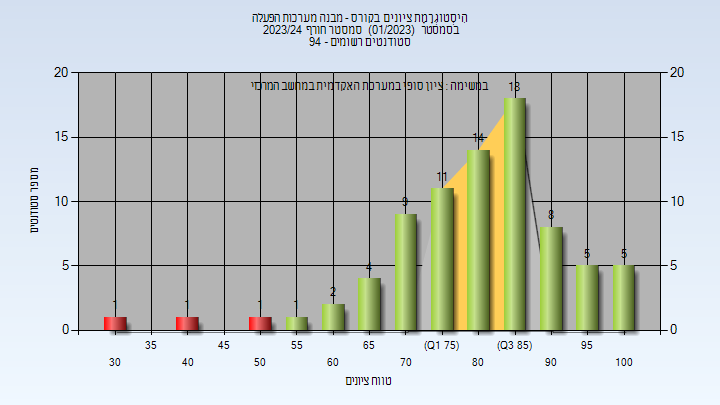 היסטוגרמת ציונים בקורס - מבנה מערכות הפעלה
בסמסטר (01/2023) סמסטר חורף 2023/24
סטודנטים רשומים - 94
במשימה : ציון סופי במערכת האקדמית במחשב המרכזי
20 20
15 15
10 10
5 5
0 0
מספר סטודנטים
1 1 1 1 2 4 9 11 14 18 8 5 5
35 45 55 65 (Q1 75) (Q3 85) 95
30 40 50 60 70 80 90 100
טווח ציונים